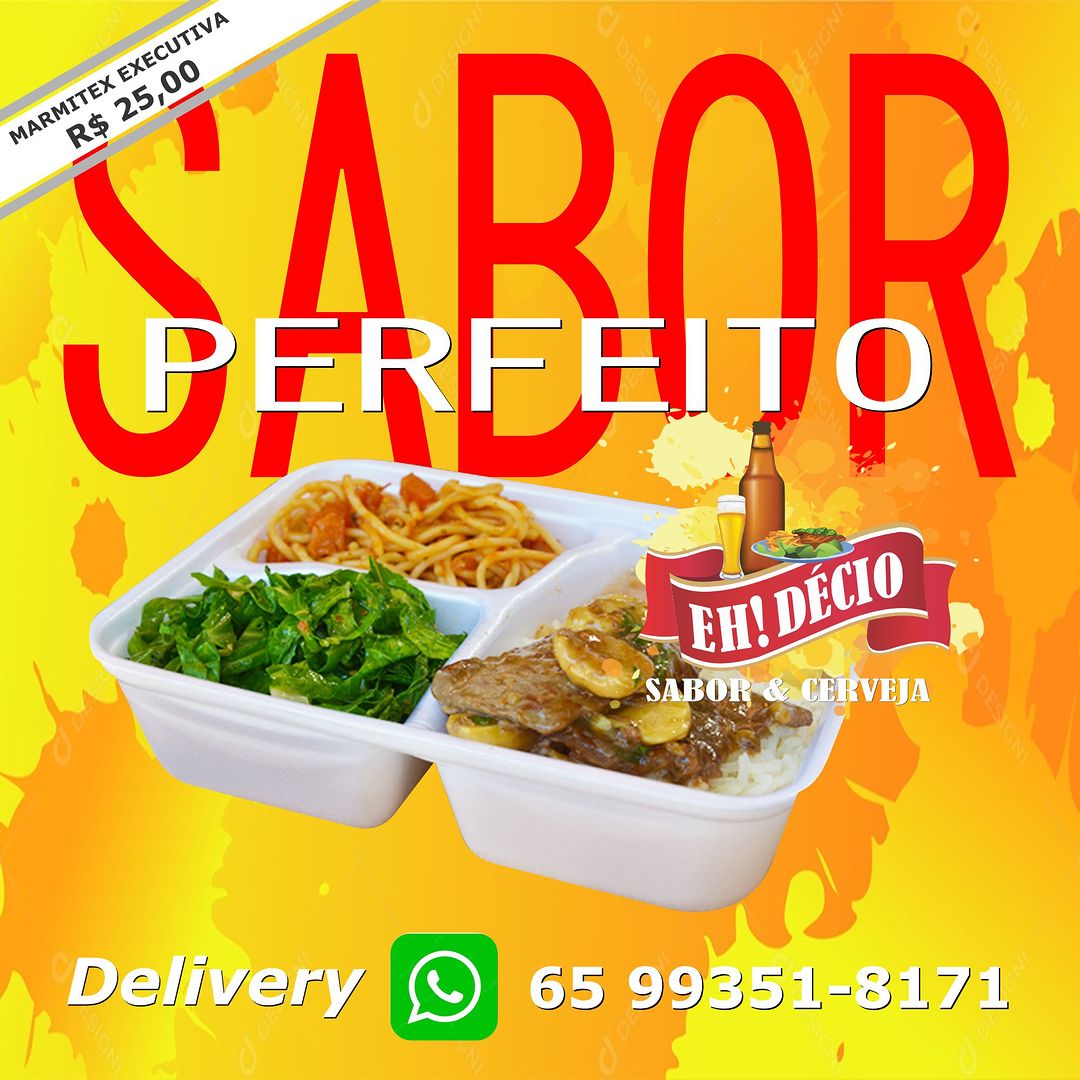 MARMITEX EXECUTIVA
R$ 25,00
SABOR
PERFEITO
EH! DÉCIO
SABOR & CERVEJA
Delivery 65 99351-8171